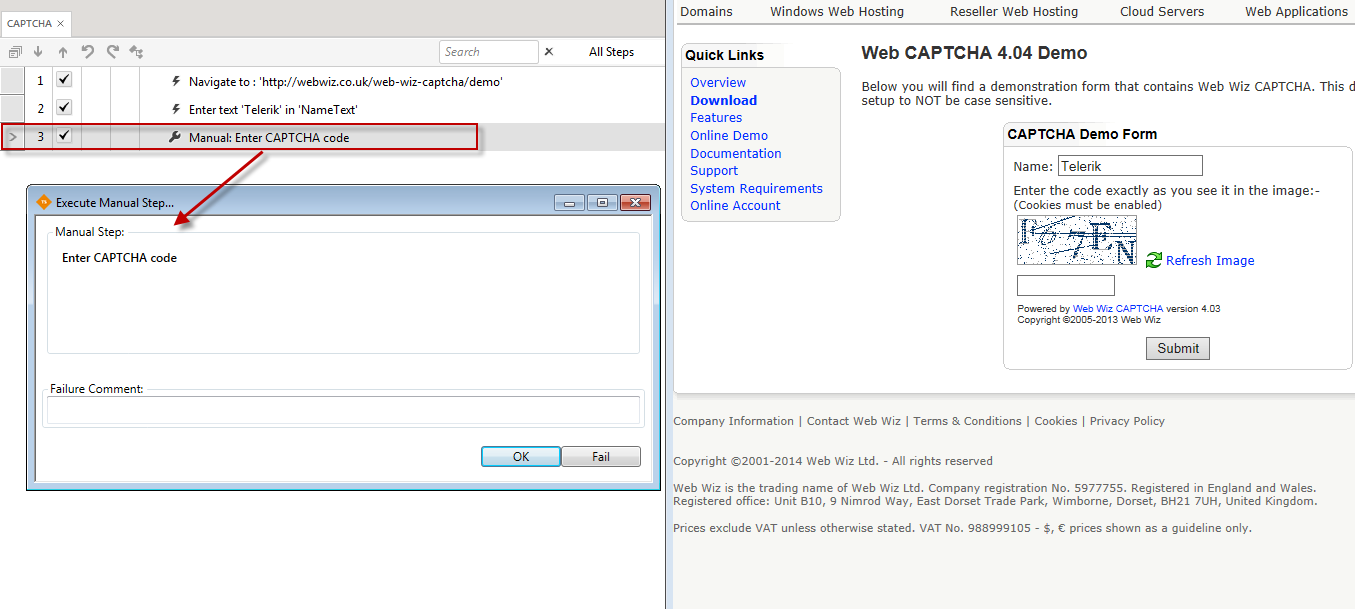 CAPTCHA
Search
All Steps
1 Navigate to : 'http://webwiz.co.uk/web-wiz-captcha/demo'
2 Enter text 'Telerik' in 'NameText'
3 Manual: Enter CAPTCHA code
Execute Manual Step...
Manual Step:
Enter CAPTCHA code
Failure Comment:
OK Fail
Domains Windows Web Hosting Reseller Web Hosting Cloud Servers Web Applications
Quick Links
Overview
Download
Features
Online Demo
Documentation
Support
System Requirements
Online Account
Web CAPTCHA 4.04 Demo
Below you will find a demonstration form that contains Web Wiz CAPTCHA. This d
setup to NOT be case sensitive.
CAPTCHA Demo Form
Name: Telerik
Enter the code exactly as you see it in the image:-
(Cookies must be enabled)
Refresh Image
Powered by Web Wiz CAPTCHA version 4.03
Copyright ©2005-2013 Web Wiz
Submit
Company Information | Contact Web Wiz | Terms & Conditions | Cookies | Privacy Policy
Copyright ©2001-2014 Web Wiz Ltd. - All rights reserved
Web Wiz is the trading name of Web Wiz Ltd. Company registration No. 5977755. Registered in England and Wales.
Registered office: Unit B10, 9 Nimrod Way, East Dorset Trade Park, Wimborne, Dorset, BH21 7UH, United Kingdom.
Prices exclude VAT unless otherwise stated. VAT No. 988999105 - $, € prices shown as a guideline only.